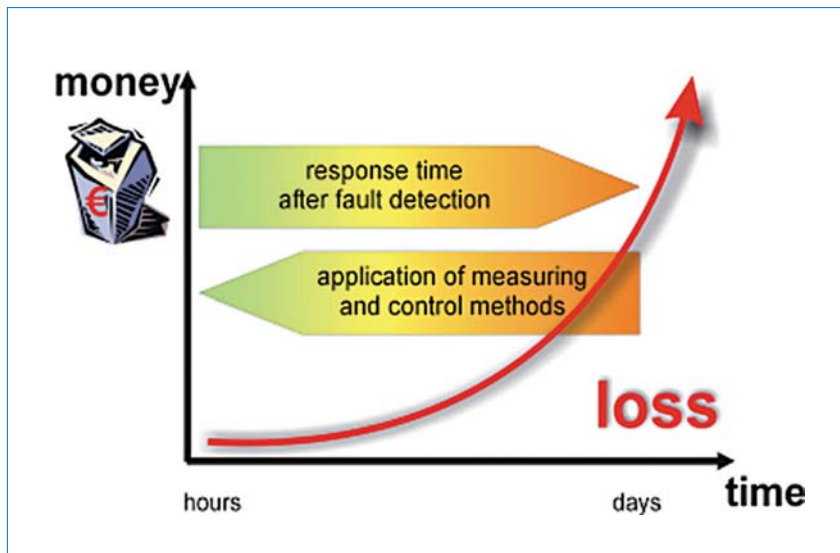 money
€
response time
after fault detection
application of measuring
and control methods
loss
hours
days
time